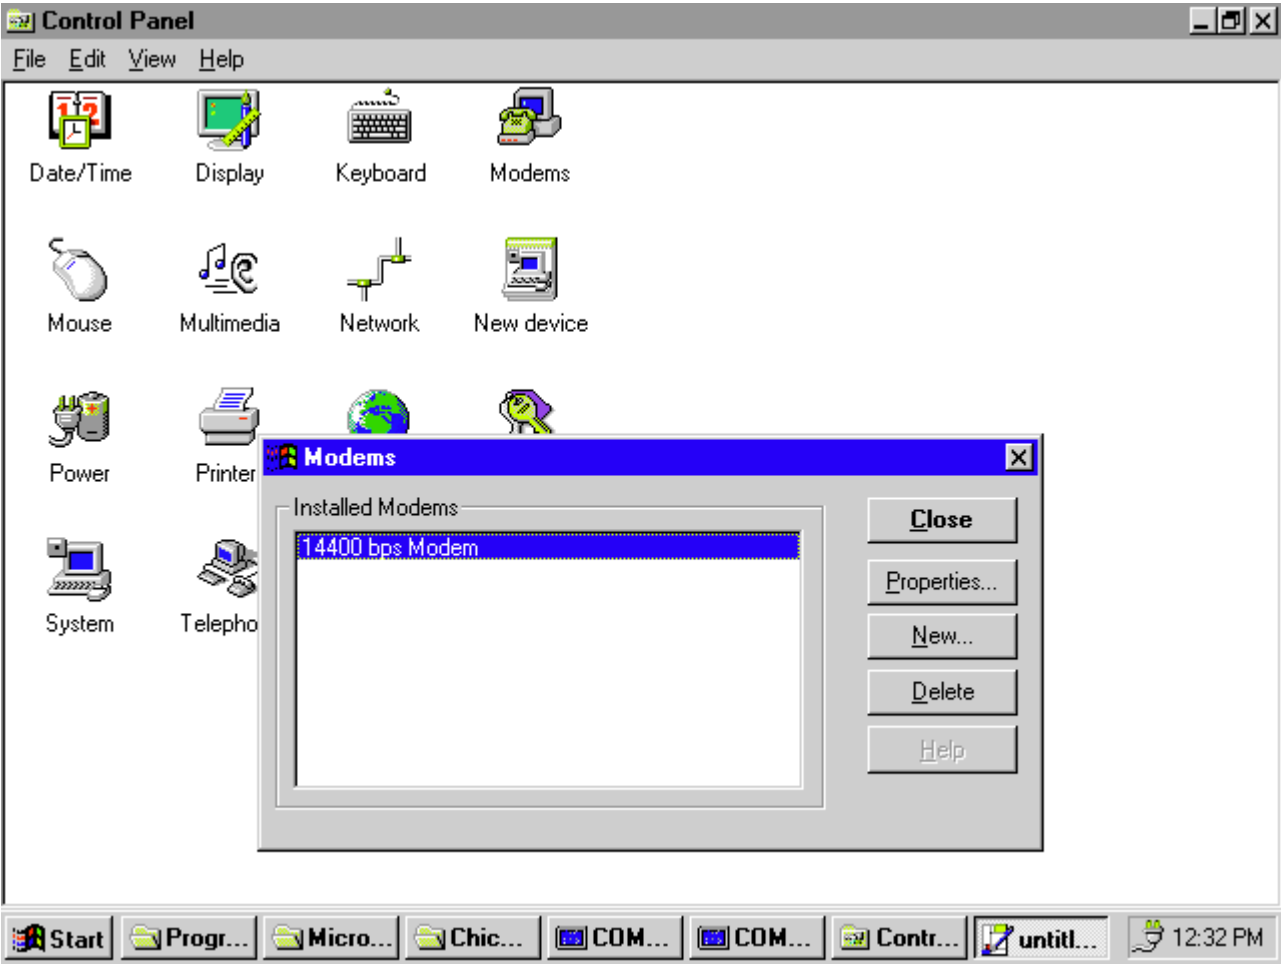 Control Panel
File Edit View Help
Date/Time Display Keyboard Modems
Mouse Multimedia Network New device
Power Printer
Modems
Installed Modems
14400 bps Modem
Close
Properties...
New...
Delete
Help
System Telepho
Start Progr... Micro... Chic... COM... COM... Contr... untitl... 12:32 PM